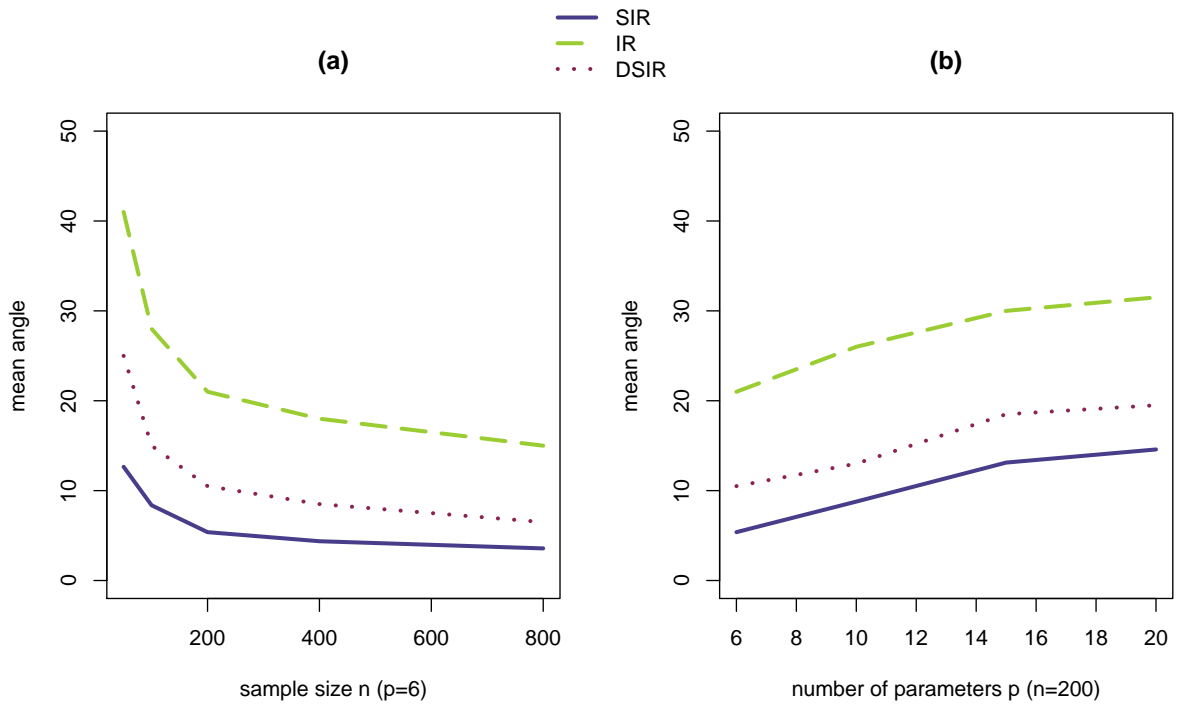 SIR
IR
DSIR
(a)
50
40
30
20
10
0
mean angle
200 400 600 800
sample size n (p=6)
(b)
50
40
30
20
10
0
mean angle
6 8 10 12 14 16 18 20
number of parameters p (n=200)